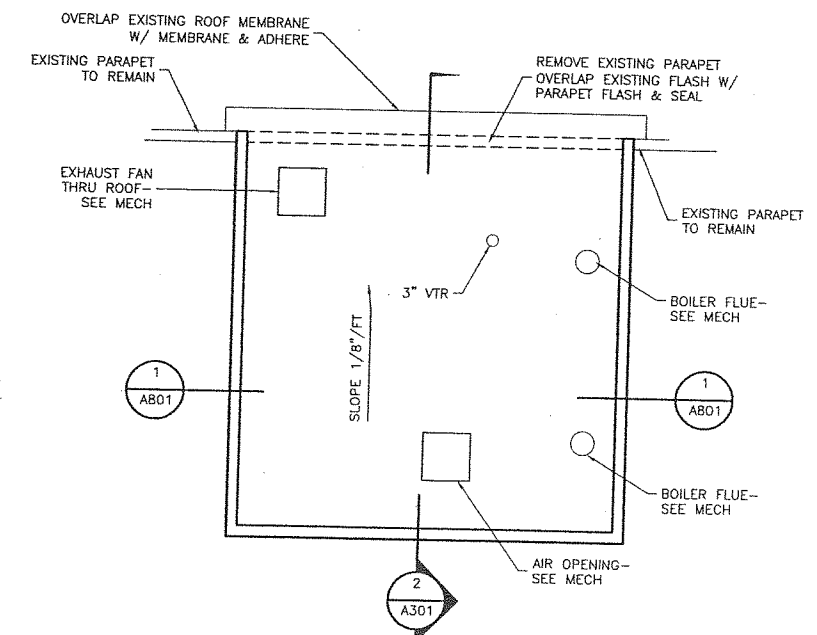 OVERLAP EXISTING ROOF MEMBRANE
W/ MEMBRANE & ADHERE
EXISTING PARAPET
TO REMAIN
REMOVE EXISTING PARAPET
OVERLAP EXISTING FLASH W/
PARAPET FLASH & SEAL
EXHAUST FAN
THRU ROOF-
SEE MECH
EXISTING PARAPET
TO REMAIN
3" VTR
BOILER FLUE-
SEE MECH
SLOPE 1/8"/FT
1
A801
1
A801
BOILER FLUE-
SEE MECH
AIR OPENING-
SEE MECH
2
A301